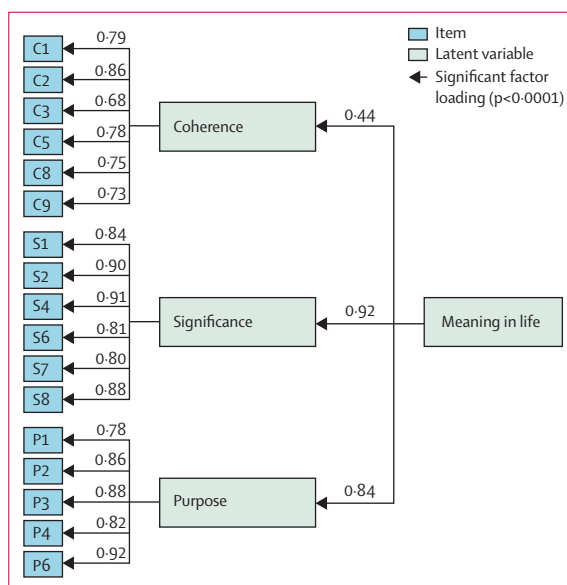 Item
Latent variable
Significant factor
loading (p<0·0001)
C1 0·79
C2 0·86
C3 0·68
C5 0·78
C8 0·75
C9 0·73
Coherence
0·44
S1 0·84
S2 0·90
S4 0·91
S6 0·81
S7 0·80
S8 0·88
Significance
0·92
Meaning in life
P1 0·78
P2 0·86
P3 0·88
P4 0·82
P6 0·92
Purpose
0·84